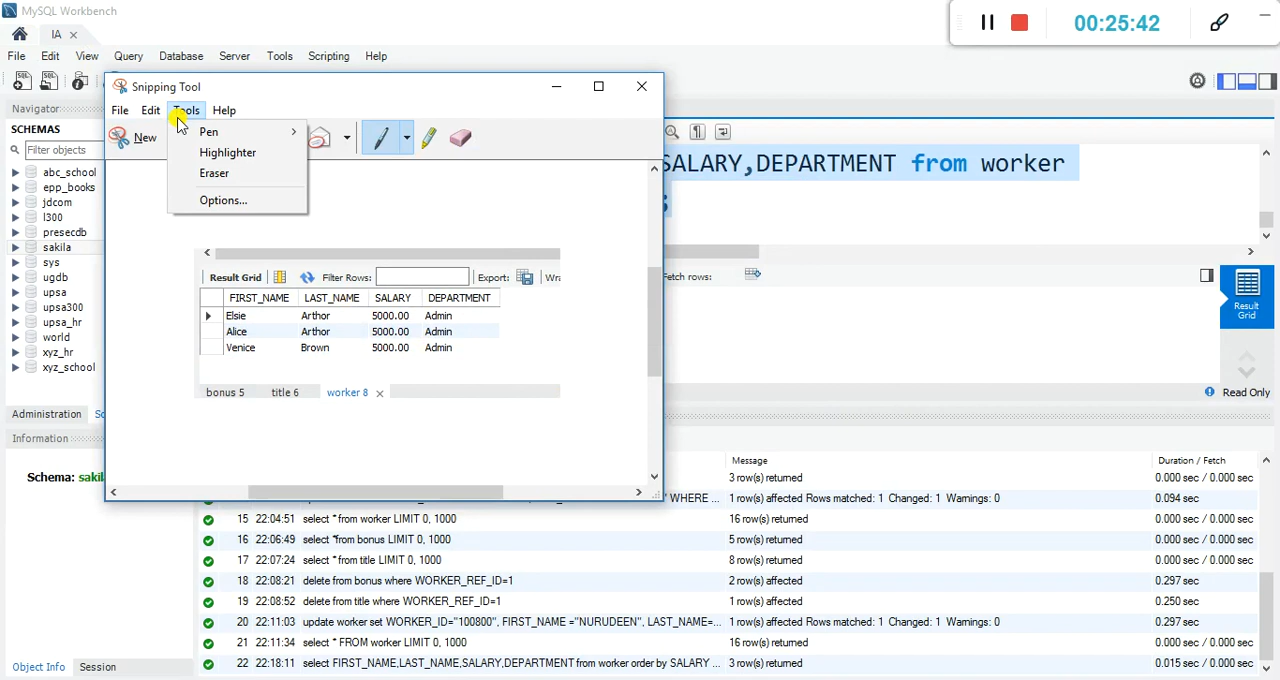 MySQL Workbench
00:25:42
IA
File Edit View Query Database Server Tools Scripting Help
Navigator
SCHEMAS
Filter objects
abc_school
epp_books
jdcom
l300
presecdb
sakila
sys
ugdb
upsa
upsa300
upsa_hr
world
xyz_hr
xyz_school
Administration
Information
Schema: sakila
Object Info Session
Snipping Tool
File Edit Tools Help
New
Pen
Highlighter
Eraser
Options...
Result Grid Filter Rows: Export:
FIRST_NAME LAST_NAME SALARY DEPARTMENT
Elsie Arthor 5000.00 Admin
Alice Arthor 5000.00 Admin
Venice Brown 5000.00 Admin
bonus 5 title 6 worker 8
SALARY,DEPARTMENT from worker
Fetch rows:
Result Grid
Read Only
Message Duration / Fetch
3 row(s) returned 0.000 sec / 0.000 sec
' WHERE ... 1 row(s) affected Rows matched: 1 Changed: 1 Warnings: 0 0.094 sec
15 22:04:51 select * from worker LIMIT 0, 1000 16 row(s) returned 0.000 sec / 0.000 sec
16 22:06:49 select *from bonus LIMIT 0, 1000 5 row(s) returned 0.000 sec / 0.000 sec
17 22:07:24 select * from title LIMIT 0, 1000 8 row(s) returned 0.000 sec / 0.000 sec
18 22:08:21 delete from bonus where WORKER_REF_ID=1 2 row(s) affected 0.297 sec
19 22:08:52 delete from title where WORKER_REF_ID=1 1 row(s) affected 0.250 sec
20 22:11:03 update worker set WORKER_ID="100800", FIRST_NAME ="NURUDEEN", LAST_NAME=... 1 row(s) affected Rows matched: 1 Changed: 1 Warnings: 0 0.297 sec
21 22:11:34 select * FROM worker LIMIT 0, 1000 16 row(s) returned 0.000 sec / 0.000 sec
22 22:18:11 select FIRST_NAME,LAST_NAME,SALARY,DEPARTMENT from worker order by SALARY ... 3 row(s) returned 0.015 sec / 0.000 sec